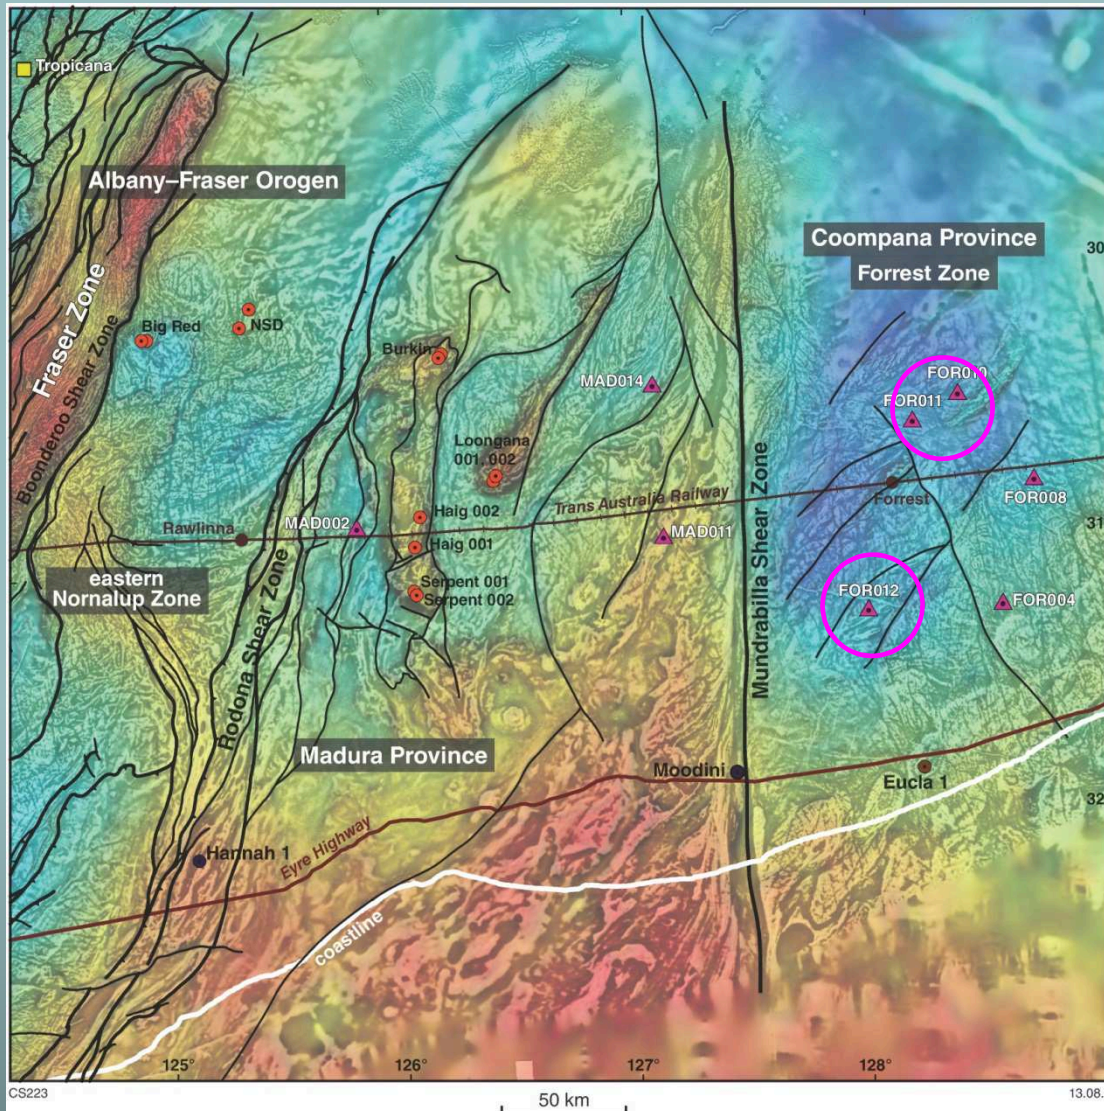 Tropicana
Albany–Fraser Orogen
Coompana Province
Forrest Zone
30
Fraser Zone
Boonderoo Shear Zone
Big Red
NSD
Burkin
MAD014
FOR010
FOR011
Loongana
001, 002
Trans Australia Railway
Forrest
FOR008
Haig 002
MAD002
Rawlinna
Haig 001
MAD011
31
eastern
Nornalup Zone
Serpent 001
Serpent 002
FOR012
FOR004
Rodona Shear Zone
Mundrabilla Shear Zone
Madura Province
Moodini
Eucla 1
32
Hannah 1
Eyre Highway
coastline
125°
126°
127°
128°
CS223
13.08.
50 km